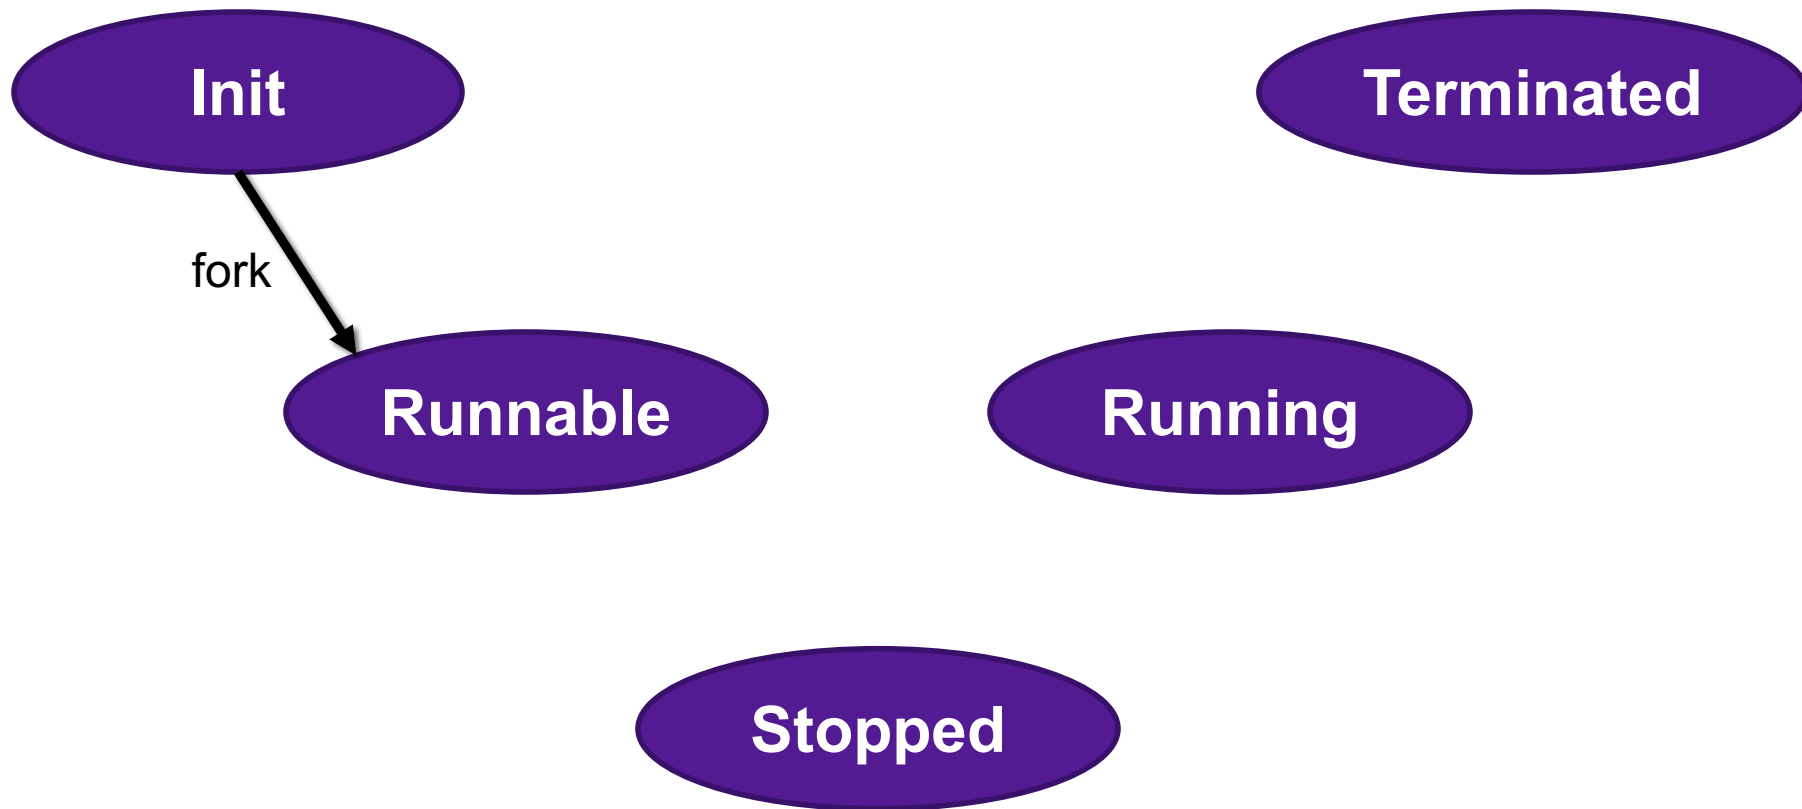 Init
Terminated
fork
Runnable
Running
Stopped